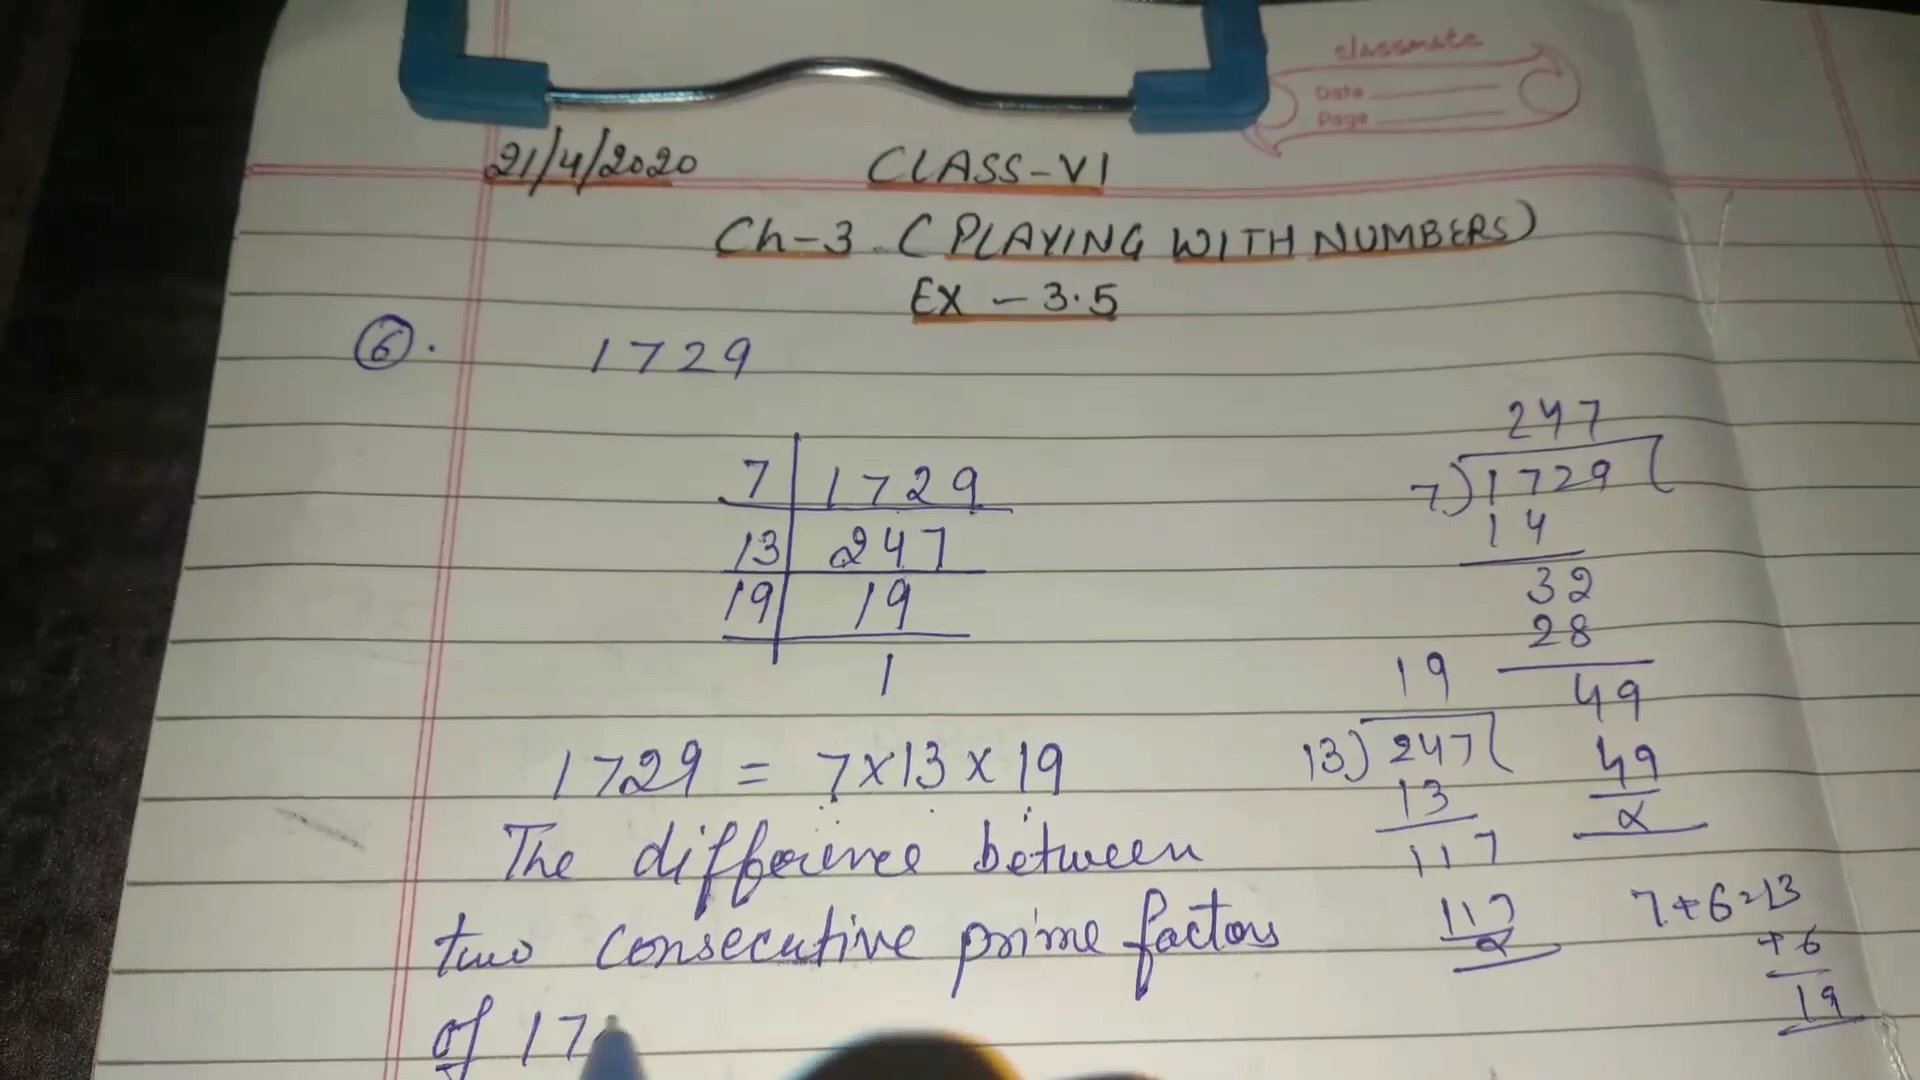 classmate
Date
Page
21/4/2020 CLASS-VI
Ch-3 (PLAYING WITH NUMBERS)
EX - 3.5
6. 1729
7 | 1729
13 | 247
19 | 19
1
247
7) 1729 (
14
32
28
49
49
19
13) 247 (
13
117
117
1729 = 7×13×19
The difference between
two consecutive prime factors
of 17
7+6=13
+6
19